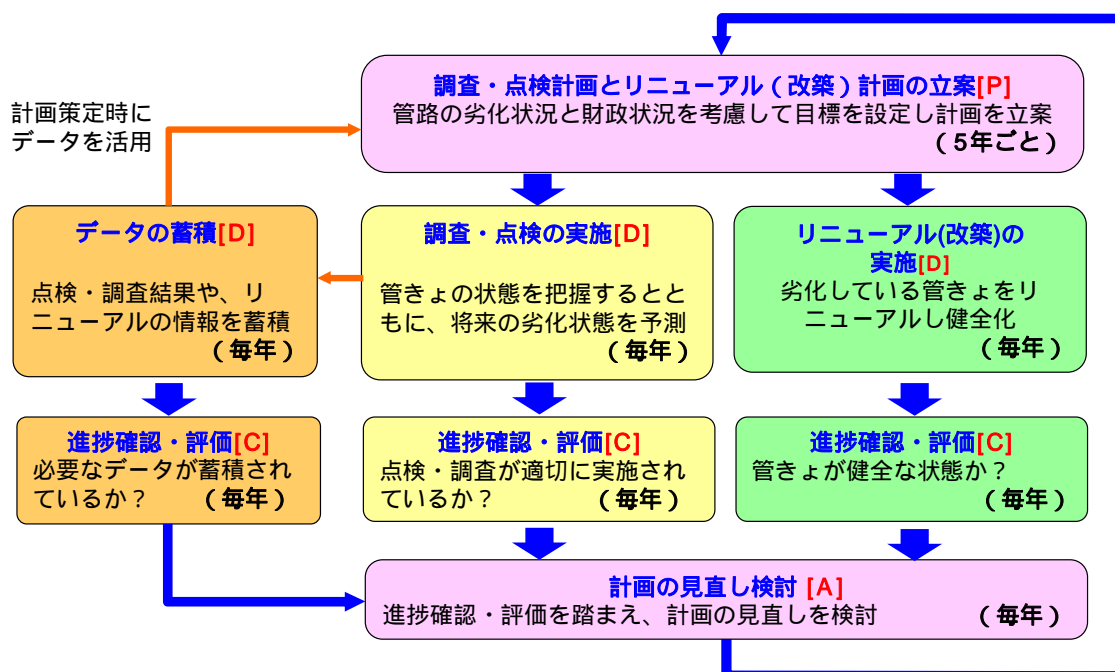 調査・点検計画とリニューアル（改築）計画の立案[P]
管路の劣化状況と財政状況を考慮して目標を設定し計画を立案
（5年ごと）
計画策定時に
データを活用
データの蓄積[D]
点検・調査結果や、リ
ニューアルの情報を蓄積
（毎年）
調査・点検の実施[D]
管きょの状態を把握するとと
もに、将来の劣化状態を予測
（毎年）
リニューアル(改築)の
実施[D]
劣化している管きょをリ
ニューアルし健全化
（毎年）
進捗確認・評価[C]
必要なデータが蓄積され
ているか？　（毎年）
進捗確認・評価[C]
点検・調査が適切に実施され
ているか？　（毎年）
進捗確認・評価[C]
管きょが健全な状態か？
（毎年）
計画の見直し検討 [A]
進捗確認・評価を踏まえ、計画の見直しを検討　（毎年）